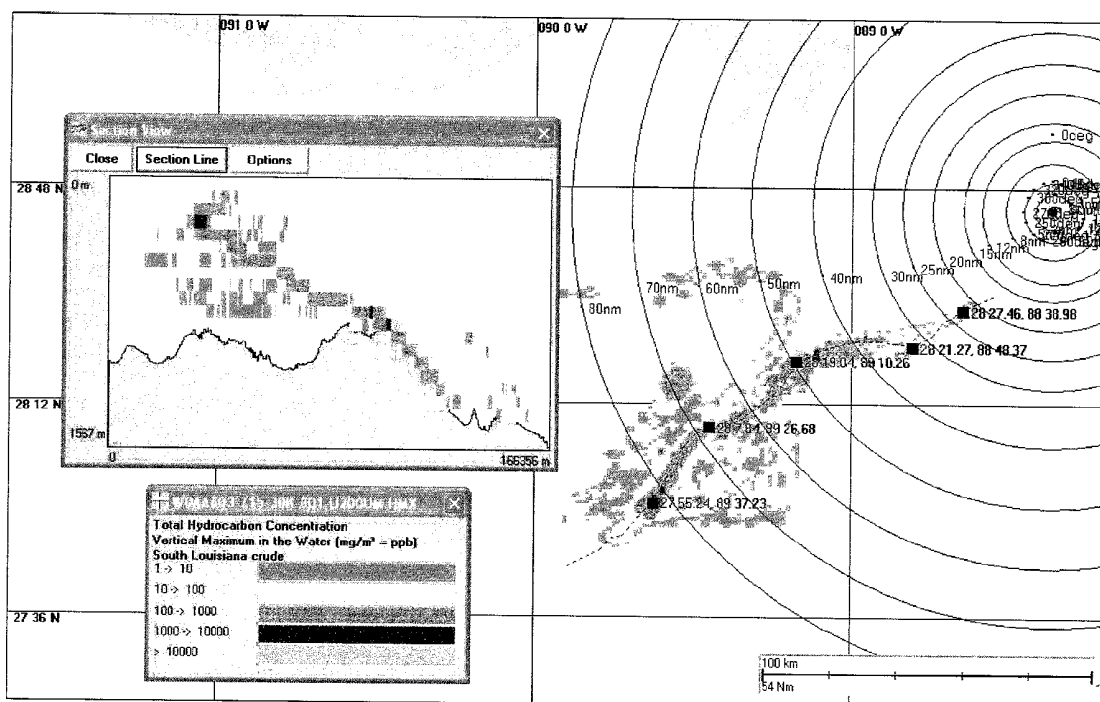 091 0 W
090 0 W
089 0 W
Section View
Close
Section Line
Options
0 m
28 48 N
0deg
8nm
12nm
15nm
20nm
25nm
30nm
40nm
50nm
60nm
70nm
80nm
28 27.46, 88 38.98
28 21.27, 88 48.37
89 10.26
89 26.68
27 55.24, 89 37.23
28 12 N
1567 m
0
166356 m
Total Hydrocarbon Concentration
Vertical Maximum in the Water (mg/m³ = ppb)
South Louisiana crude
1 -> 10
10 -> 100
100 -> 1000
1000 -> 10000
> 10000
27 36 N
100 km
54 Nm